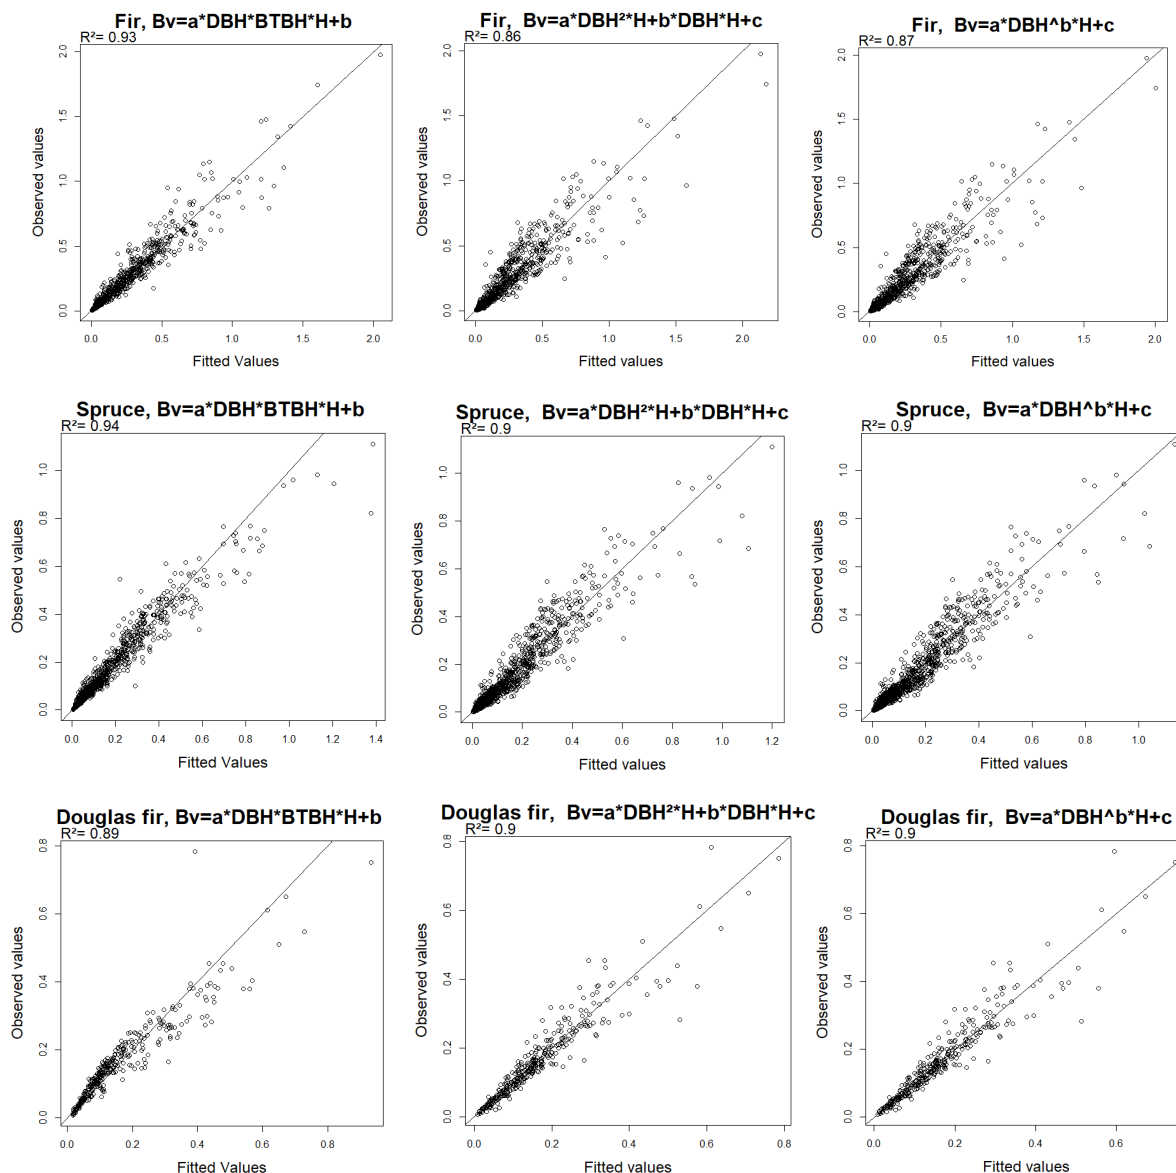 Fir, Bv=a*DBH*BTBH*H+b
R²= 0.93
Observed values
2.0
1.5
1.0
0.5
0.0
0.0 0.5 1.0 1.5 2.0
Fitted Values
Fir, Bv=a*DBH²*H+b*DBH*H+c
R²= 0.86
Observed values
2.0
1.5
1.0
0.5
0.0
0.0 0.5 1.0 1.5 2.0
Fitted values
Fir, Bv=a*DBH^b*H+c
R²= 0.87
Observed values
2.0
1.5
1.0
0.5
0.0
0.0 0.5 1.0 1.5 2.0
Fitted values
Spruce, Bv=a*DBH*BTBH*H+b
R²= 0.94
Observed values
1.0
0.8
0.6
0.4
0.2
0.0
0.0 0.2 0.4 0.6 0.8 1.0 1.2 1.4
Fitted Values
Spruce, Bv=a*DBH²*H+b*DBH*H+c
R²= 0.9
Observed values
1.0
0.8
0.6
0.4
0.2
0.0
0.0 0.2 0.4 0.6 0.8 1.0 1.2
Fitted values
Spruce, Bv=a*DBH^b*H+c
R²= 0.9
Observed values
1.0
0.8
0.6
0.4
0.2
0.0
0.0 0.2 0.4 0.6 0.8 1.0
Fitted values
Douglas fir, Bv=a*DBH*BTBH*H+b
R²= 0.89
Observed values
0.8
0.6
0.4
0.2
0.0
0.0 0.2 0.4 0.6 0.8
Fitted Values
Douglas fir, Bv=a*DBH²*H+b*DBH*H+c
R²= 0.9
Observed values
0.8
0.6
0.4
0.2
0.0
0.0 0.2 0.4 0.6 0.8
Fitted values
Douglas fir, Bv=a*DBH^b*H+c
R²= 0.9
Observed values
0.8
0.6
0.4
0.2
0.0
0.0 0.2 0.4 0.6
Fitted values